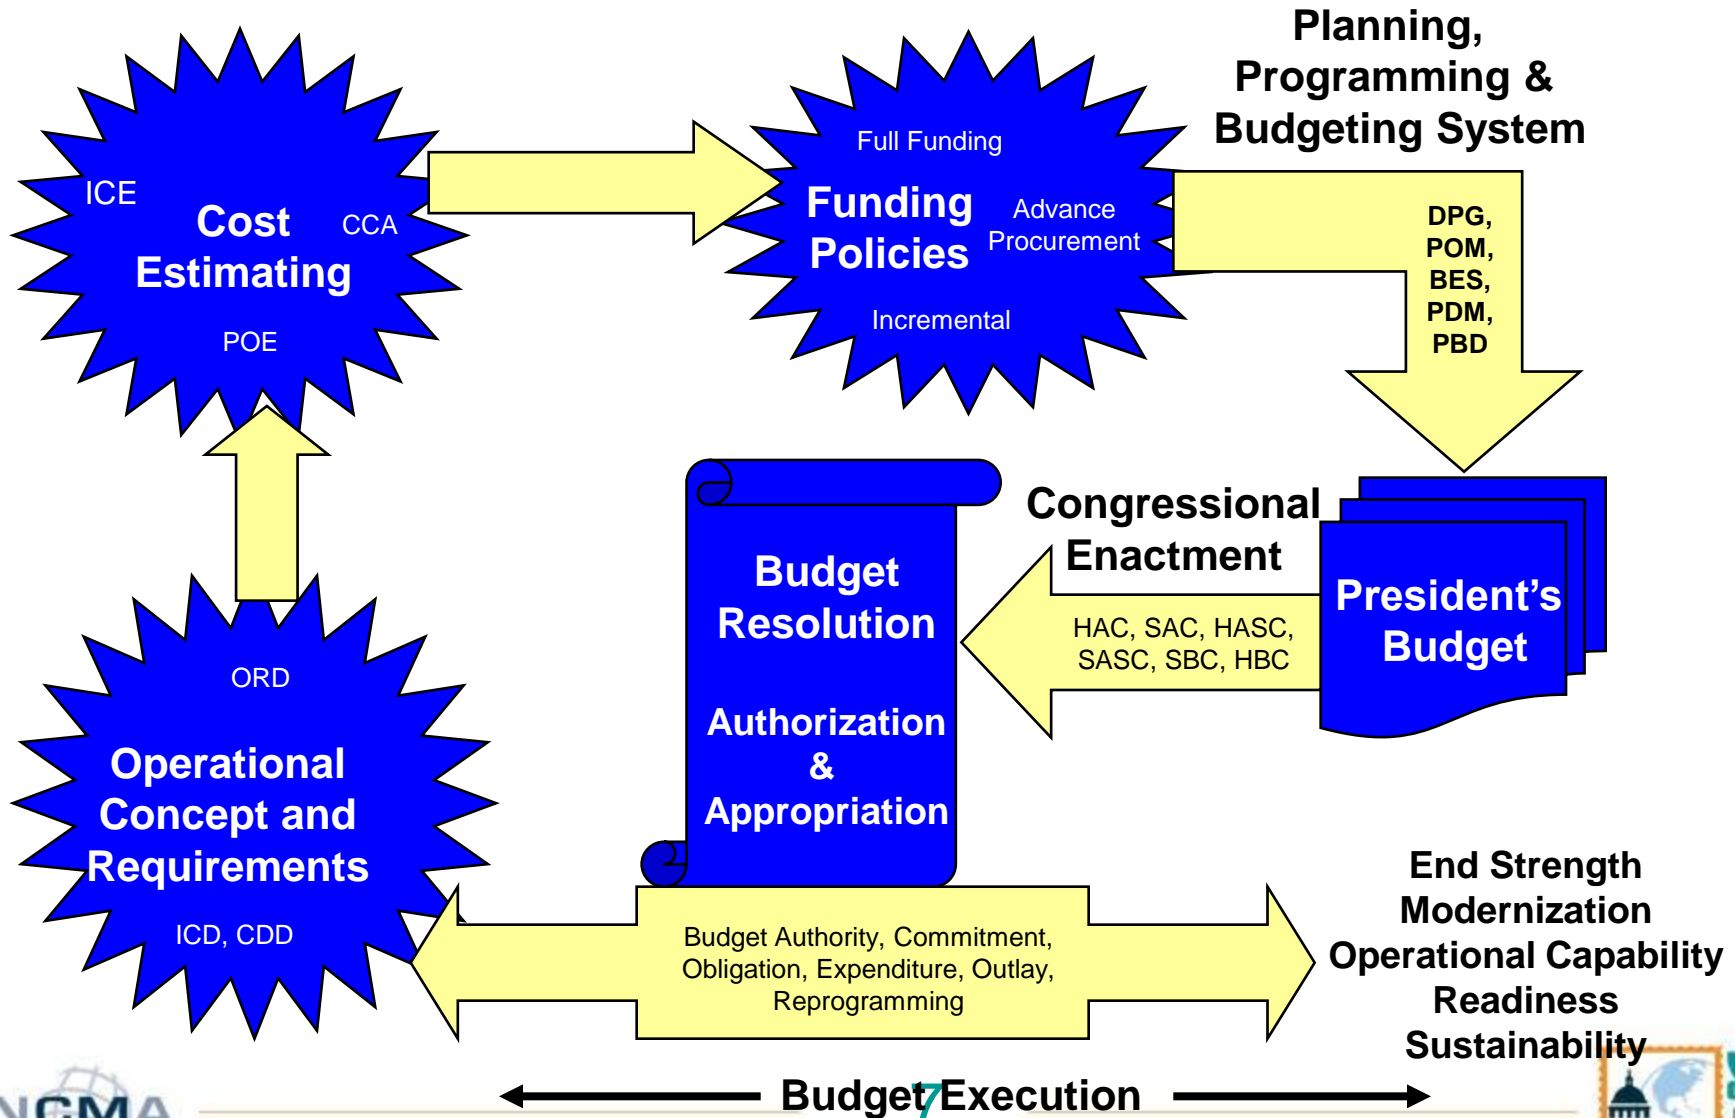 Planning,
Programming &
Budgeting System
ICE
Cost
Estimating
CCA
POE
Full Funding
Funding
Policies
Advance
Procurement
Incremental
DPG,
POM,
BES,
PDM,
PBD
Congressional
Enactment
HAC, SAC, HASC,
SASC, SBC, HBC
President’s
Budget
Budget
Resolution
Authorization
&
Appropriation
ORD
Operational
Concept and
Requirements
ICD, CDD
Budget Authority, Commitment,
Obligation, Expenditure, Outlay,
Reprogramming
End Strength
Modernization
Operational Capability
Readiness
Sustainability
Budget Execution
7
NCMA